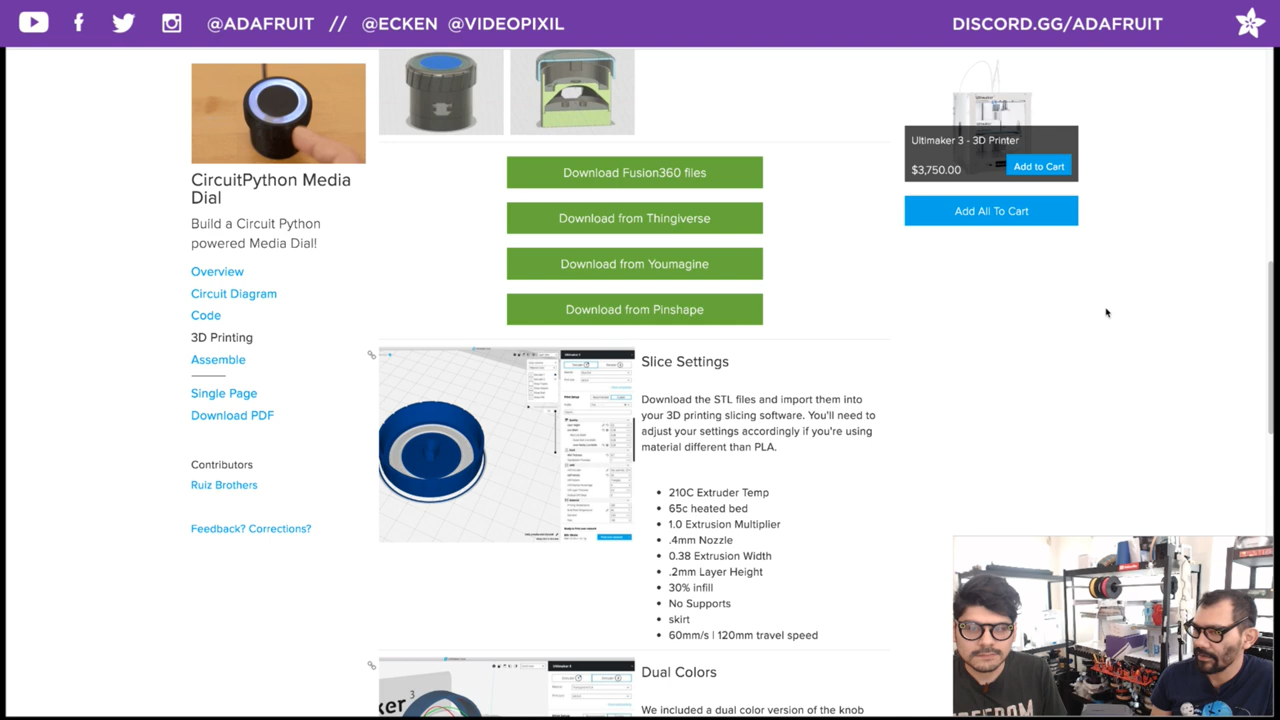 @ADAFRUIT // @ECKEN @VIDEOPIXIL
DISCORD.GG/ADAFRUIT
CircuitPython Media
Dial
Build a Circuit Python
powered Media Dial!
Overview
Circuit Diagram
Code
3D Printing
Assemble
Single Page
Download PDF
Contributors
Ruiz Brothers
Feedback? Corrections?
Download Fusion360 files
Download from Thingiverse
Download from Youmagine
Download from Pinshape
Slice Settings
Download the STL files and import them into
your 3D printing slicing software. You'll need to
adjust your settings accordingly if you're using
material different than PLA.
210C Extruder Temp
65c heated bed
1.0 Extrusion Multiplier
.4mm Nozzle
0.38 Extrusion Width
.2mm Layer Height
30% infill
No Supports
skirt
60mm/s | 120mm travel speed
Dual Colors
We included a dual color version of the knob
Ultimaker 3 - 3D Printer
$3,750.00
Add to Cart
Add All To Cart